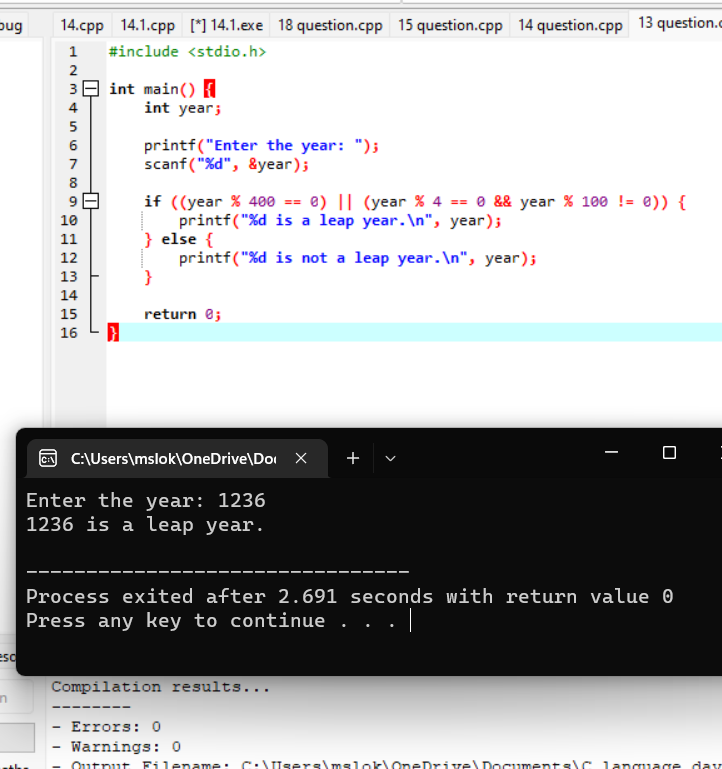 bug 14.cpp 14.1.cpp [*] 14.1.exe 18 question.cpp 15 question.cpp 14 question.cpp 13 question.c
1 #include <stdio.h>
2
3 int main() {
4 int year;
5
6 printf("Enter the year: ");
7 scanf("%d", &year);
8
9 if ((year % 400 == 0) || (year % 4 == 0 && year % 100 != 0)) {
10 printf("%d is a leap year.\n", year);
11 } else {
12 printf("%d is not a leap year.\n", year);
13 }
14
15 return 0;
16 }
C:\Users\mslok\OneDrive\Do
Enter the year: 1236
1236 is a leap year.
--------------------------------
Process exited after 2.691 seconds with return value 0
Press any key to continue . . .
Compilation results...
--------
- Errors: 0
- Warnings: 0
- Output Filename: C:\Users\mslok\OneDrive\Documents\C language day